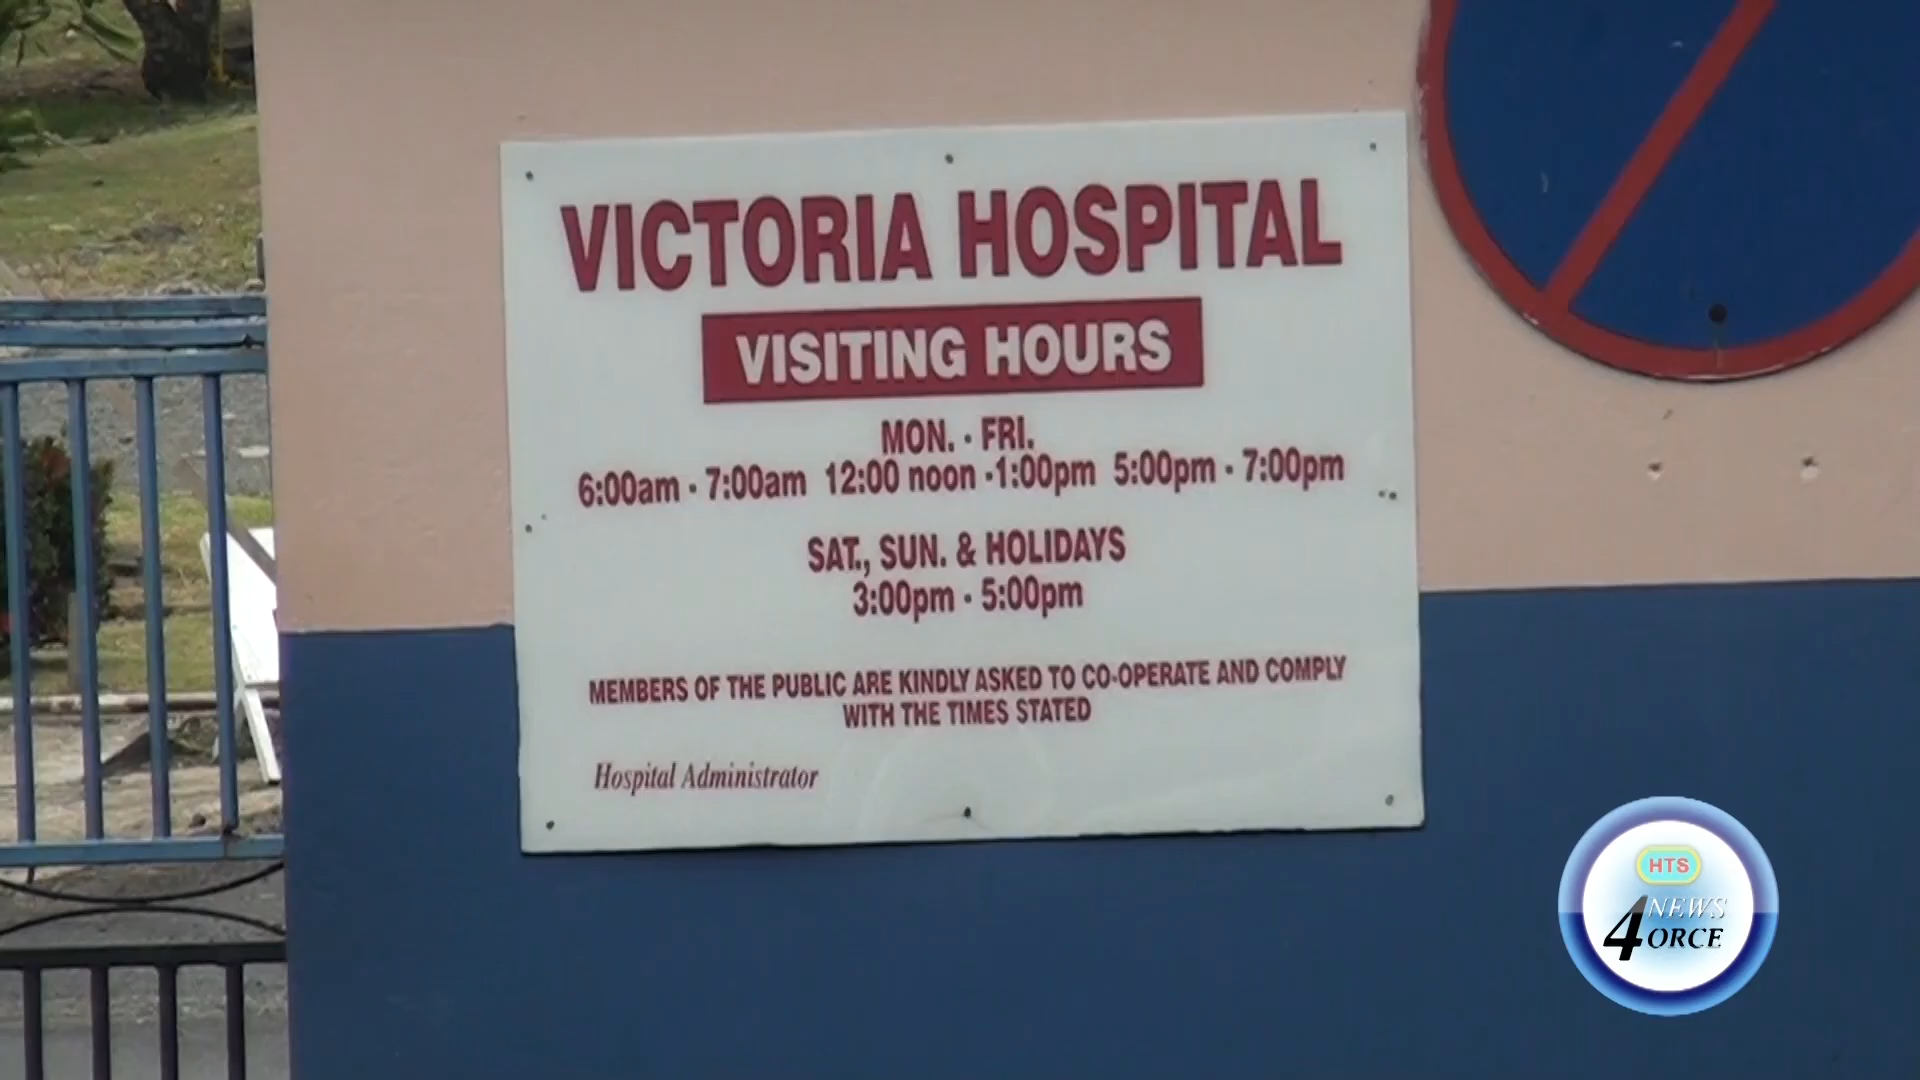 VICTORIA HOSPITAL
VISITING HOURS
MON. - FRI.
6:00am - 7:00am 12:00 noon -1:00pm 5:00pm - 7:00pm
SAT., SUN. & HOLIDAYS
3:00pm - 5:00pm
MEMBERS OF THE PUBLIC ARE KINDLY ASKED TO CO-OPERATE AND COMPLY
WITH THE TIMES STATED
Hospital Administrator
HTS
NEWS
4ORCE